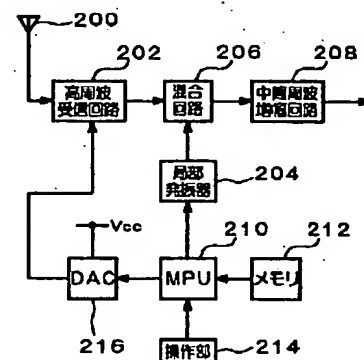 200
202
206
208
高周波
受信回路
混合
回路
中間周波
増幅回路
局部
発振器
204
Vcc
210
212
DAC
MPU
メモリ
216
操作部
214